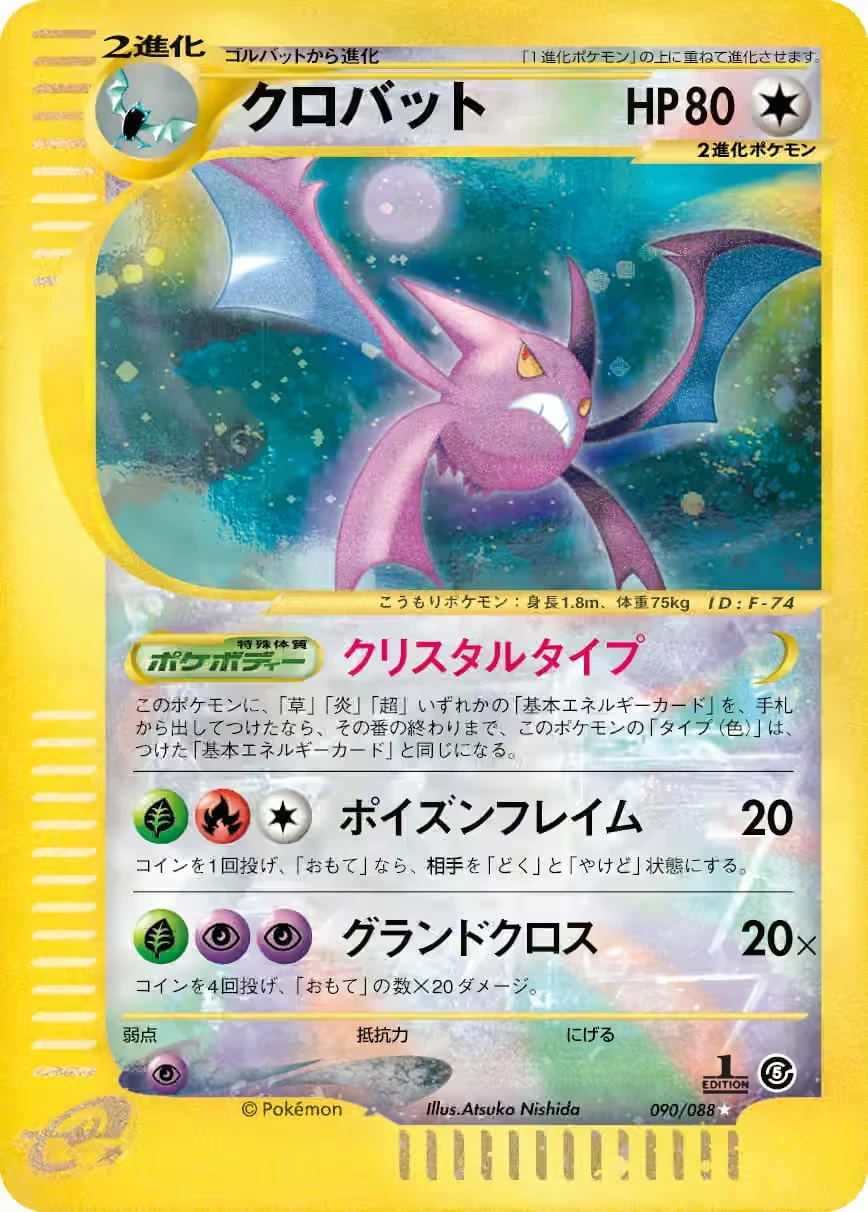 2進化
ゴルバットから進化
「1進化ポケモン」の上に重ねて進化させます。
クロバット HP80
2進化ポケモン
こうもりポケモン：身長1.8m、体重75kg ID：F-74
特殊体質
ポケボディー クリスタルタイプ
このポケモンに、「草」「炎」「超」いずれかの「基本エネルギーカード」を、手札
から出してつけたなら、その番の終わりまで、このポケモンの「タイプ（色）」は、
つけた「基本エネルギーカード」と同じになる。
ポイズンフレイム 20
コインを1回投げ、「おもて」なら、相手を「どく」と「やけど」状態にする。
グランドクロス 20×
コインを4回投げ、「おもて」の数×20ダメージ。
弱点 抵抗力 にげる
1
EDITION
5
©Pokémon Illus.Atsuko Nishida 090/088★
e